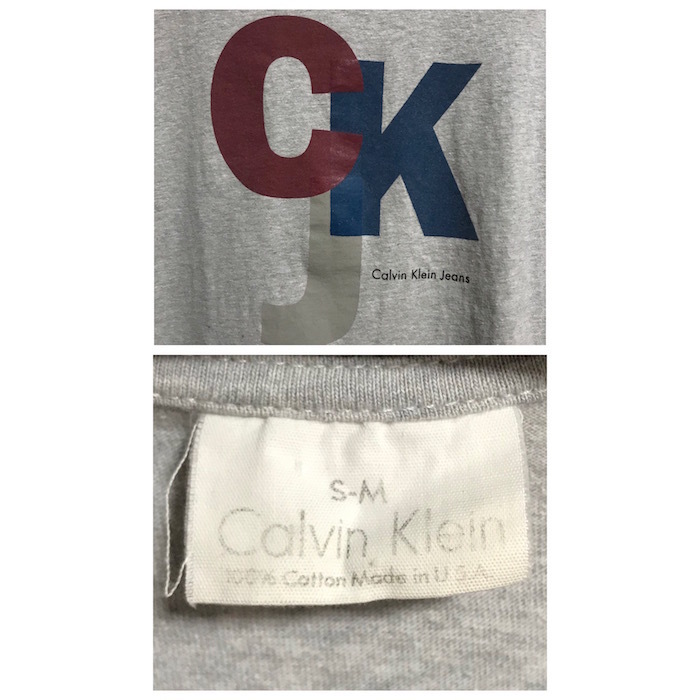 CK
J
Calvin Klein Jeans
S-M
Calvin Klein
100% Cotton Made in U.S.A.